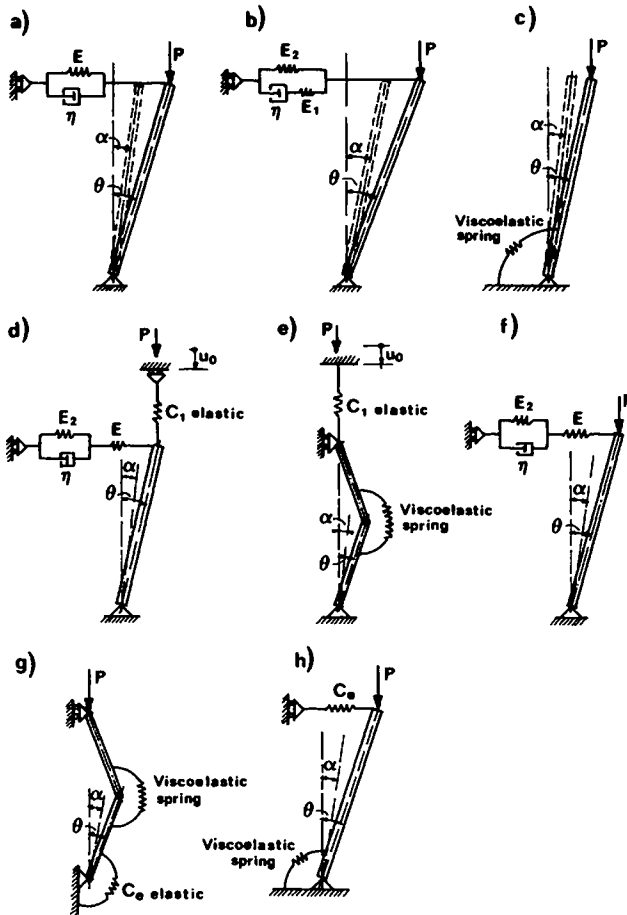 a)
E
η
P
α
θ
b)
E2
η
E1
P
α
θ
c)
P
α
θ
Viscoelastic
spring
d)
P
u0
C1 elastic
E2
E
η
α
θ
e)
P
u0
C1 elastic
α
θ
Viscoelastic
spring
f)
E2
E
η
α
θ
g)
P
α
θ
Viscoelastic
spring
Ce elastic
h)
Ce
P
α
θ
Viscoelastic
spring